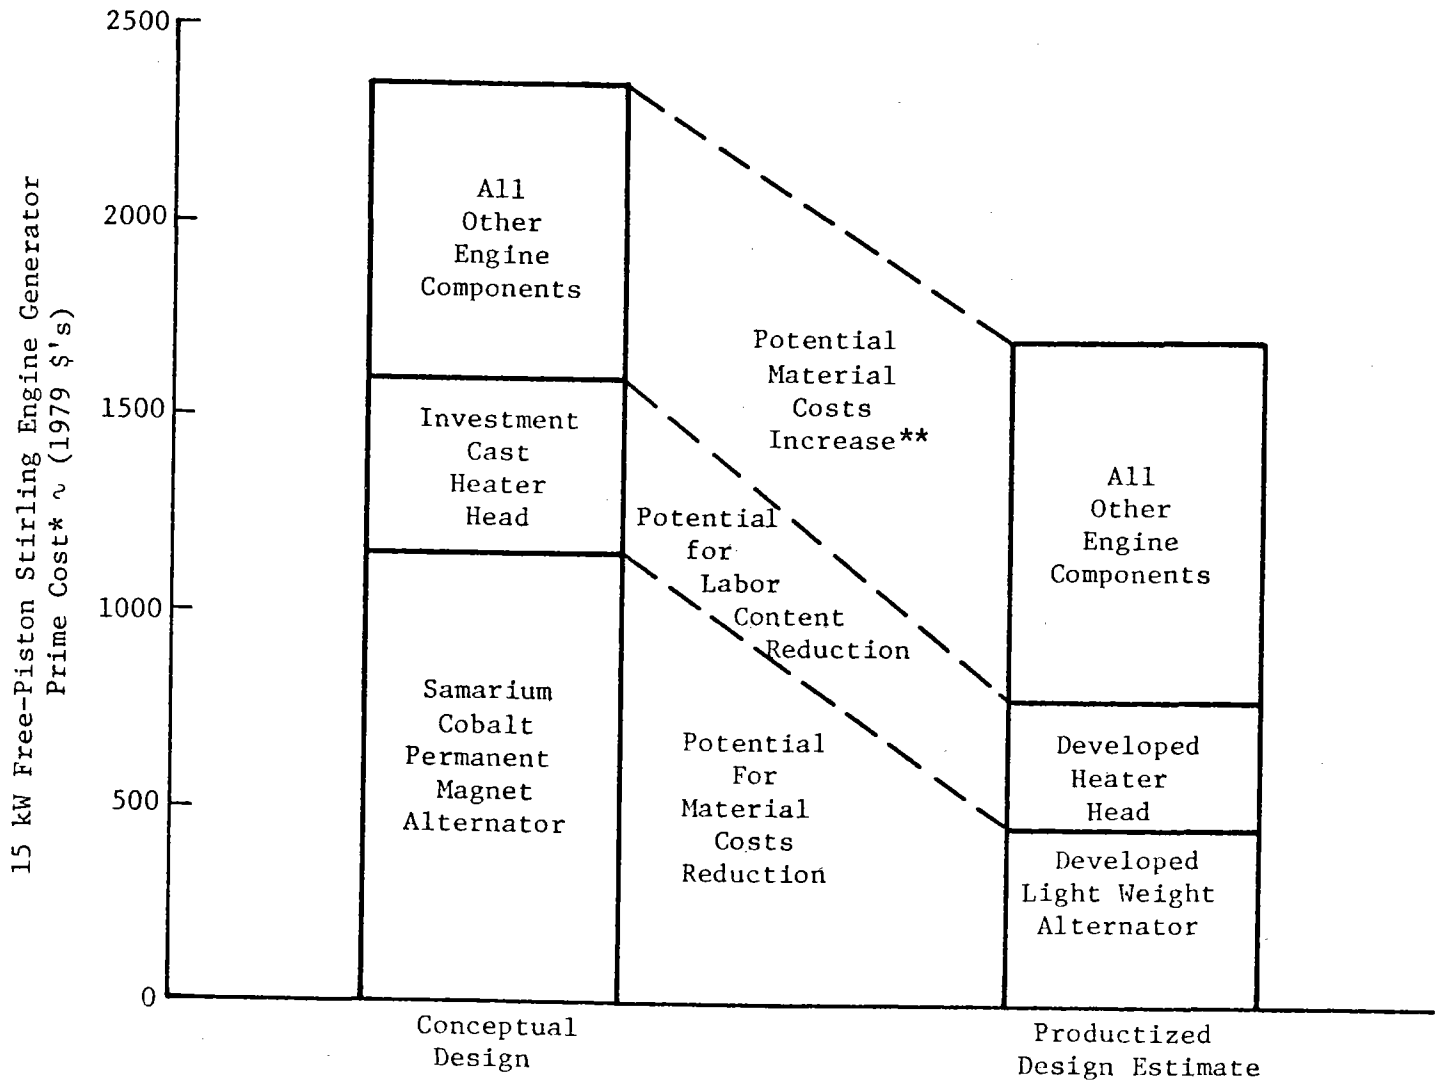 15 kW Free-Piston Stirling Engine Generator
Prime Cost* ~ (1979 $'s)
2500
2000
1500
1000
500
0
All
Other
Engine
Components
Investment
Cast
Heater
Head
Samarium
Cobalt
Permanent
Magnet
Alternator
Potential
Material
Costs
Increase**
Potential
for
Labor
Content
Reduction
Potential
For
Material
Costs
Reduction
All
Other
Engine
Components
Developed
Heater
Head
Developed
Light Weight
Alternator
Conceptual
Design
Productized
Design Estimate